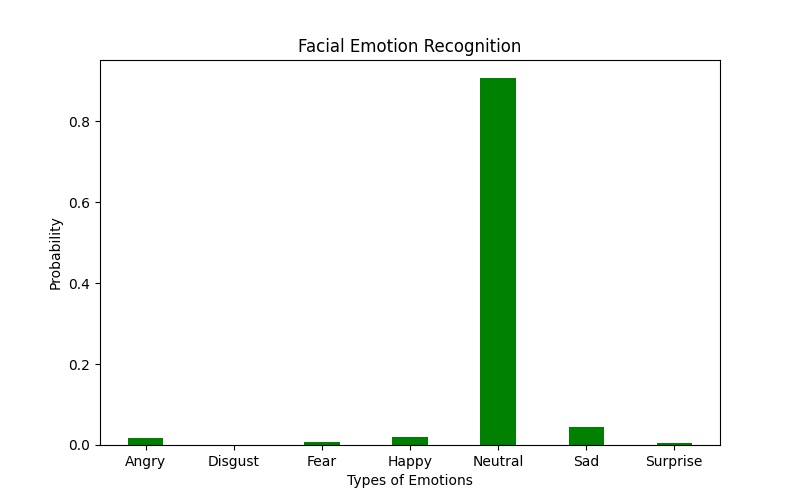 Facial Emotion Recognition
0.8
0.6
0.4
0.2
0.0
Probability
Angry Disgust Fear Happy Neutral Sad Surprise
Types of Emotions